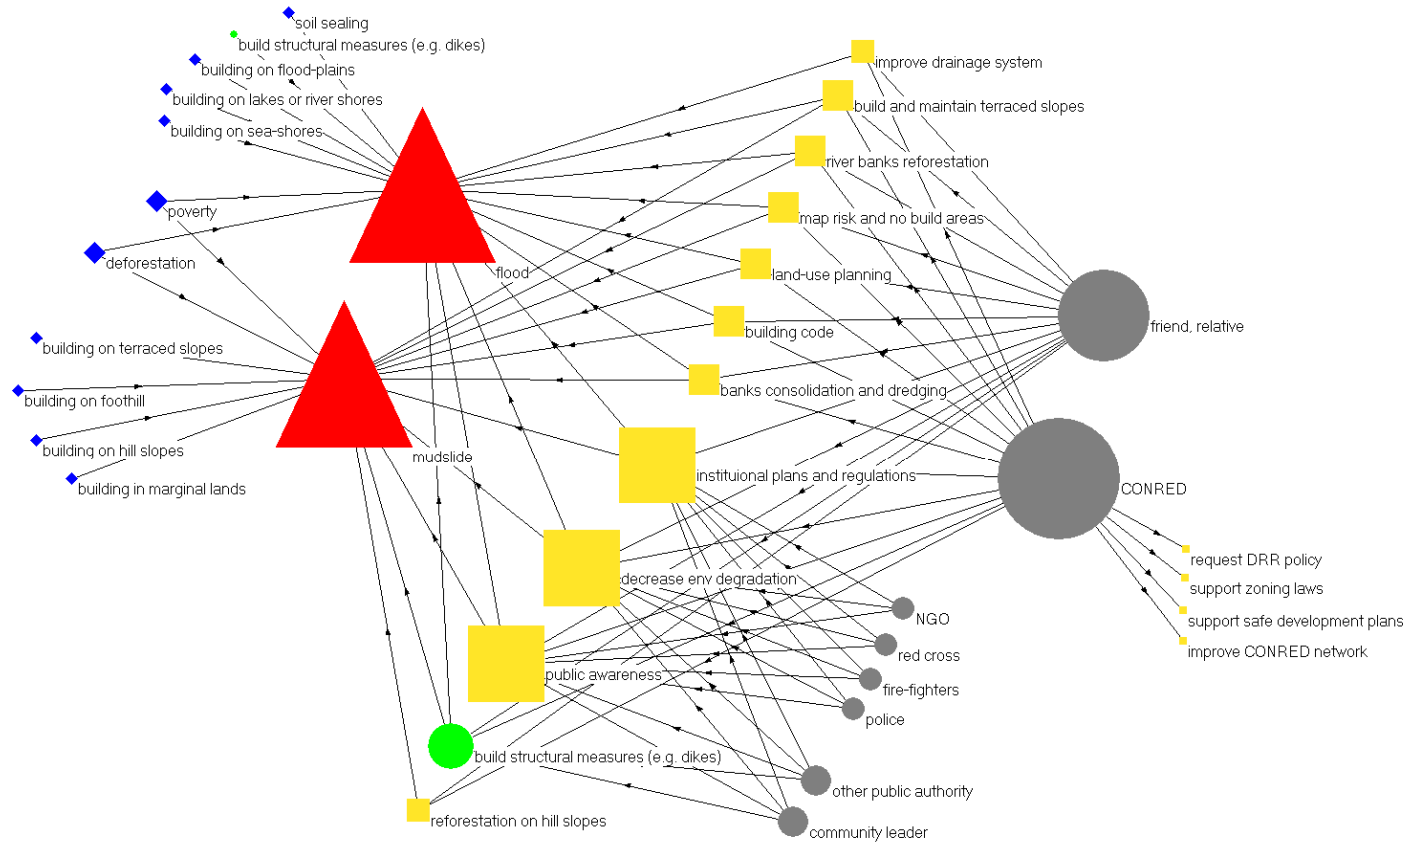 soil sealing
build structural measures (e.g. dikes)
building on flood-plains
building on lakes or river shores
building on sea-shores
poverty
deforestation
building on terraced slopes
building on foothill
building on hill slopes
building in marginal lands
flood
mudslide
improve drainage system
build and maintain terraced slopes
river banks reforestation
map risk and no build areas
land-use planning
building code
banks consolidation and dredging
instituional plans and regulations
decrease env degradation
public awareness
build structural measures (e.g. dikes)
reforestation on hill slopes
friend, relative
CONRED
request DRR policy
support zoning laws
support safe development plans
improve CONRED network
NGO
red cross
fire-fighters
police
other public authority
community leader